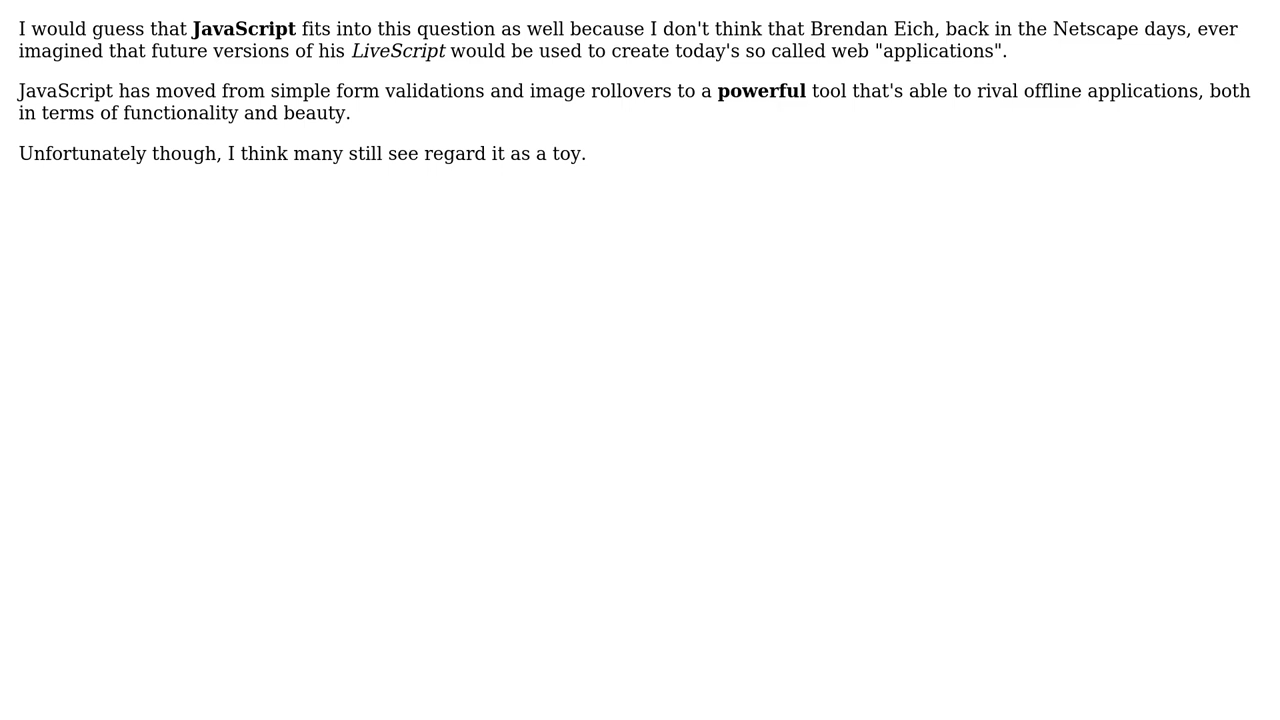 I would guess that JavaScript fits into this question as well because I don't think that Brendan Eich, back in the Netscape days, ever
imagined that future versions of his LiveScript would be used to create today's so called web "applications".
JavaScript has moved from simple form validations and image rollovers to a powerful tool that's able to rival offline applications, both
in terms of functionality and beauty.
Unfortunately though, I think many still see regard it as a toy.